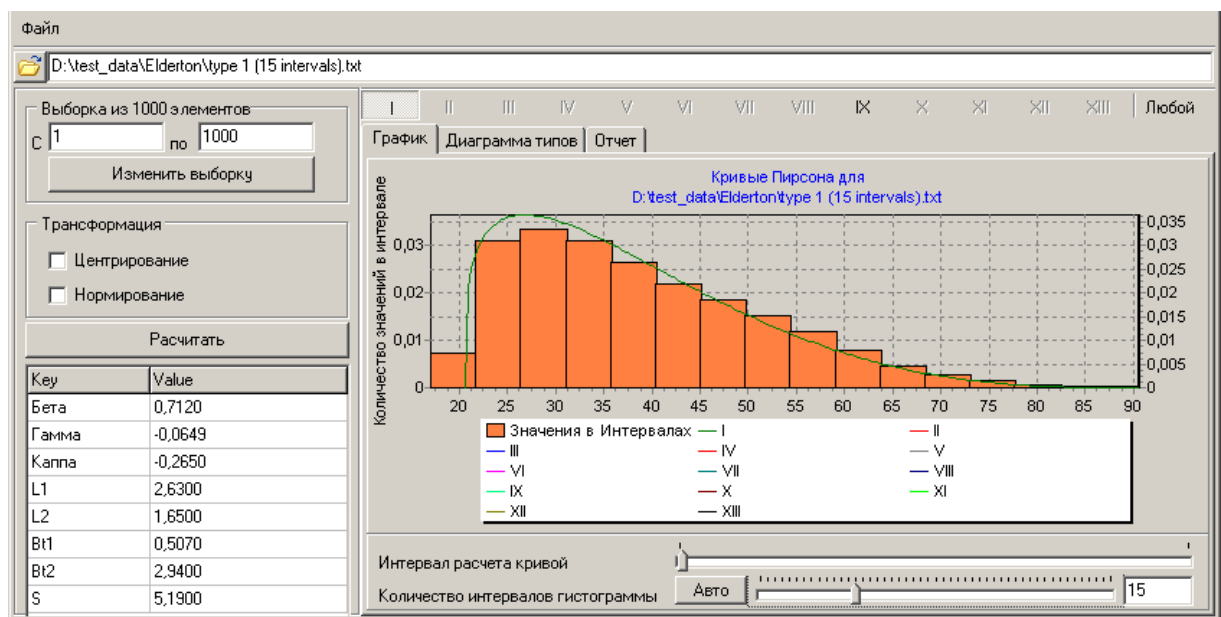 Файл
D:\test_data\Elderton\type 1 (15 intervals).txt
Выборка из 1000 элементов
С 1 по 1000
Изменить выборку
Трансформация
Центрирование
Нормирование
Расчитать
Key Value
Бета 0,7120
Гамма -0,0649
Каппа -0,2650
L1 2,6300
L2 1,6500
Bt1 0,5070
Bt2 2,9400
S 5,1900
I II III IV V VI VII VIII IX X XI XII XIII Любой
График Диаграмма типов Отчет
Кривые Пирсона для
D:\test_data\Elderton\type 1 (15 intervals).txt
Количество значений в интервале
0,03
0,02
0,01
0
0,035
0,03
0,025
0,02
0,015
0,01
0,005
0
20 25 30 35 40 45 50 55 60 65 70 75 80 85 90
Значения в Интервалах I II
III IV V
VI VII VIII
IX X XI
XII XIII
Интервал расчета кривой
Количество интервалов гистограммы Авто 15